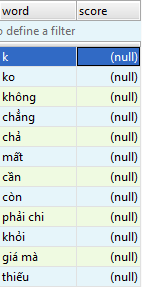 word score
o define a filter
k (null)
ko (null)
không (null)
chẳng (null)
chả (null)
mất (null)
cần (null)
còn (null)
phải chi (null)
khỏi (null)
giá mà (null)
thiếu (null)